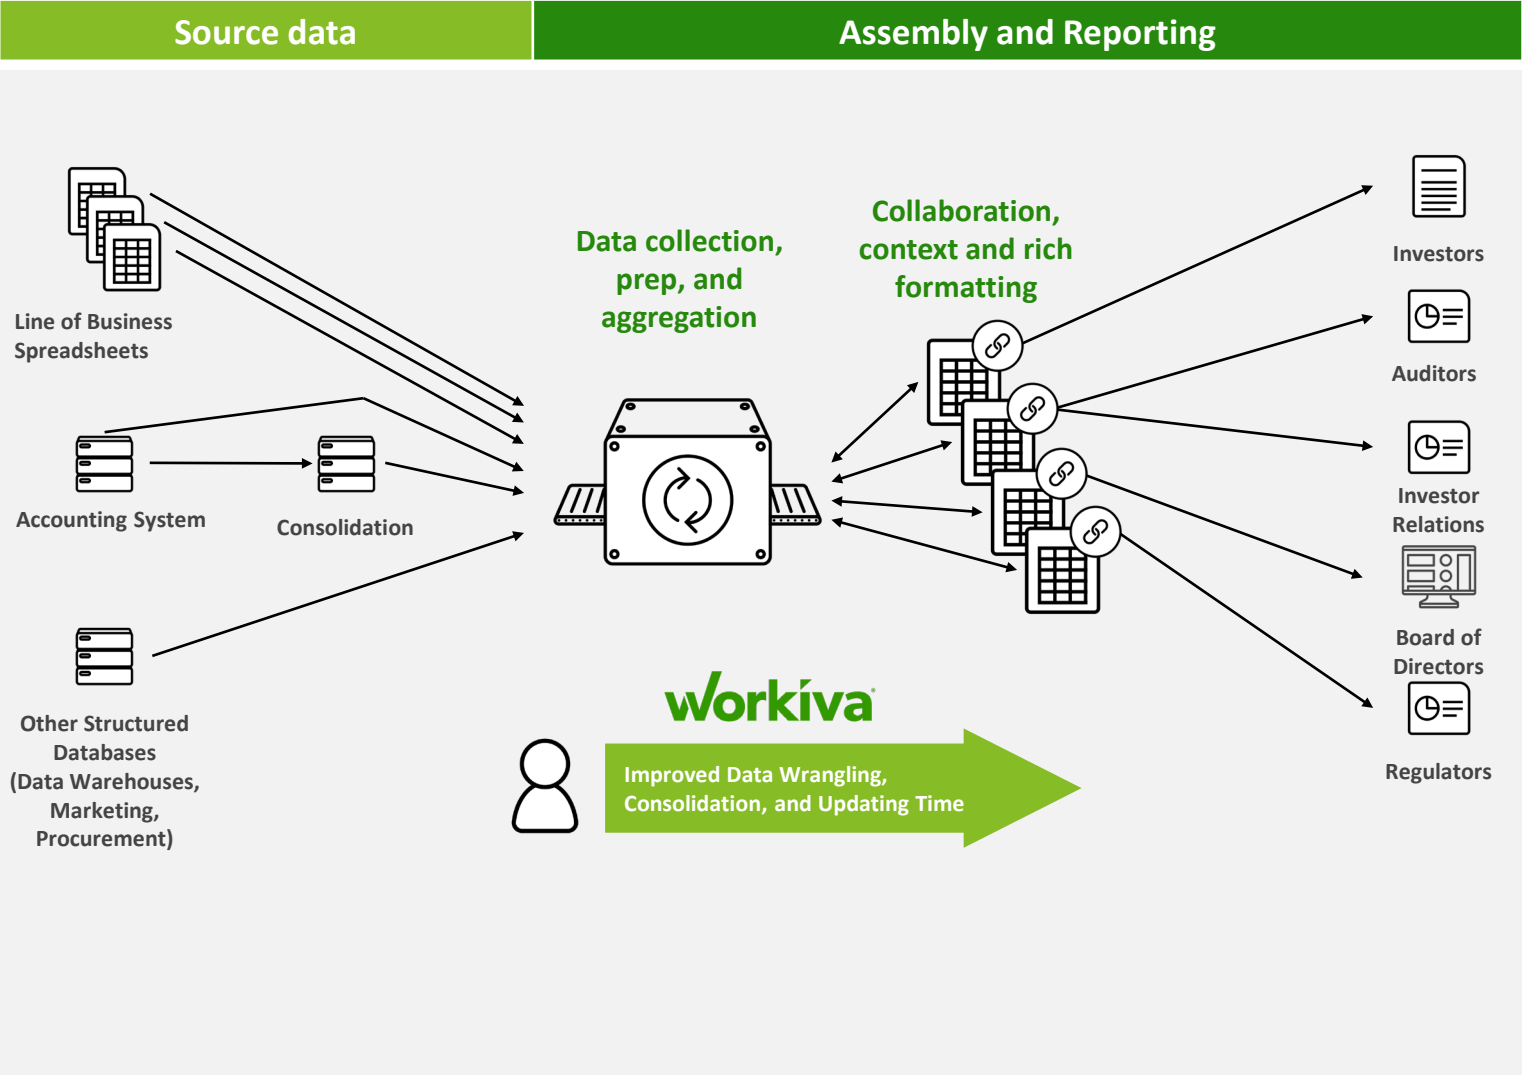 Source data
Assembly and Reporting
Line of Business
Spreadsheets
Accounting System
Consolidation
Other Structured
Databases
(Data Warehouses,
Marketing,
Procurement)
Data collection,
prep, and
aggregation
Collaboration,
context and rich
formatting
workiva
Improved Data Wrangling,
Consolidation, and Updating Time
Investors
Auditors
Investor
Relations
Board of
Directors
Regulators